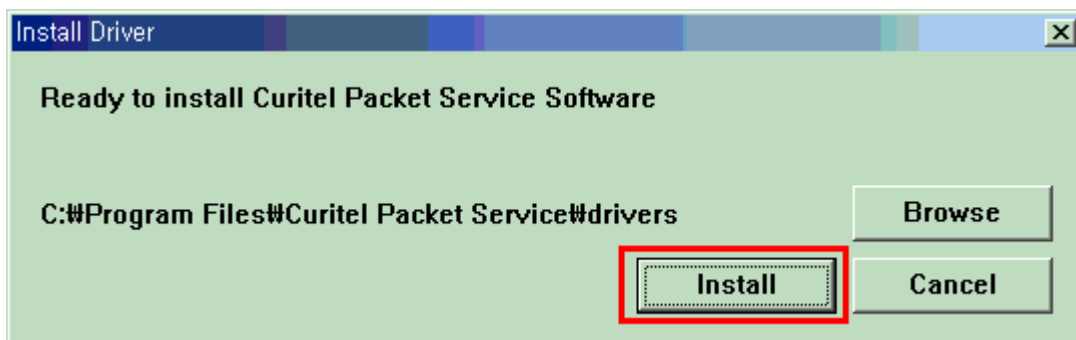 Install Driver
Ready to install Curitel Packet Service Software
C:₩Program Files₩Curitel Packet Service₩drivers
Browse
Install
Cancel